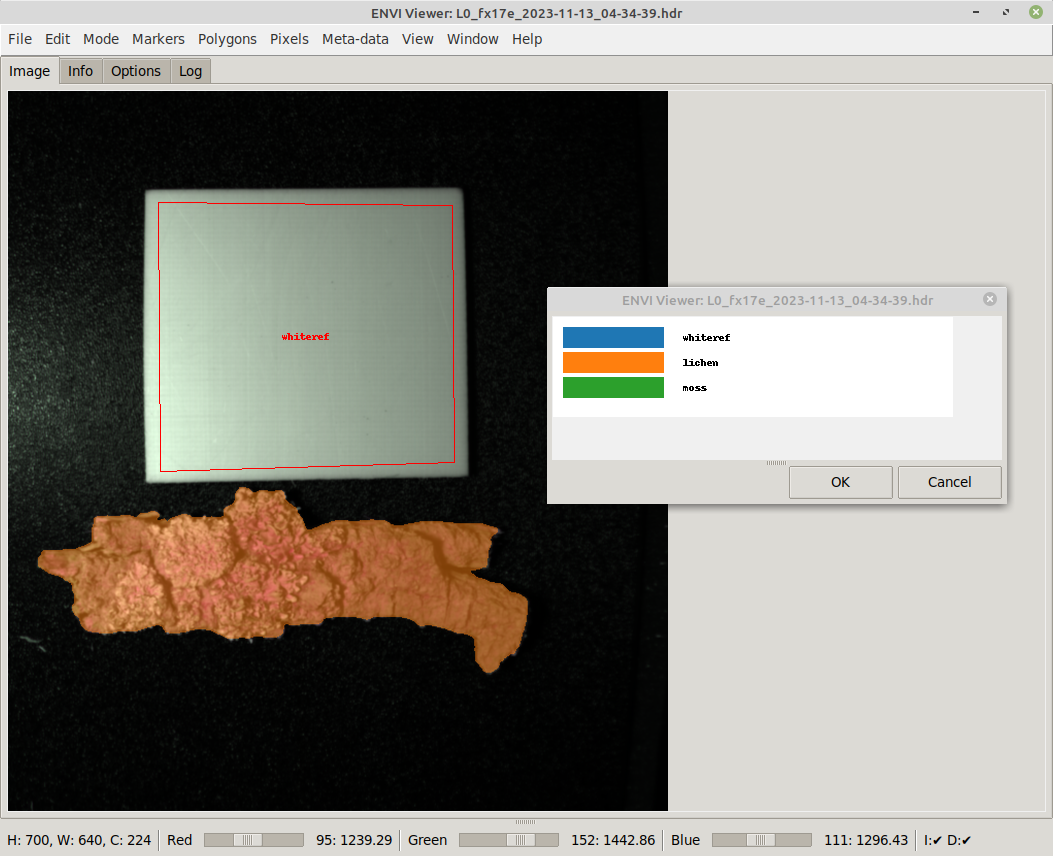 ENVI Viewer: L0_fx17e_2023-11-13_04-34-39.hdr
File Edit Mode Markers Polygons Pixels Meta-data View Window Help
Image Info Options Log
whiteref
ENVI Viewer: L0_fx17e_2023-11-13_04-34-39.hdr
whiteref
lichen
moss
OK Cancel
H: 700, W: 640, C: 224 Red 95: 1239.29 Green 152: 1442.86 Blue 111: 1296.43 I:✔ D:✔